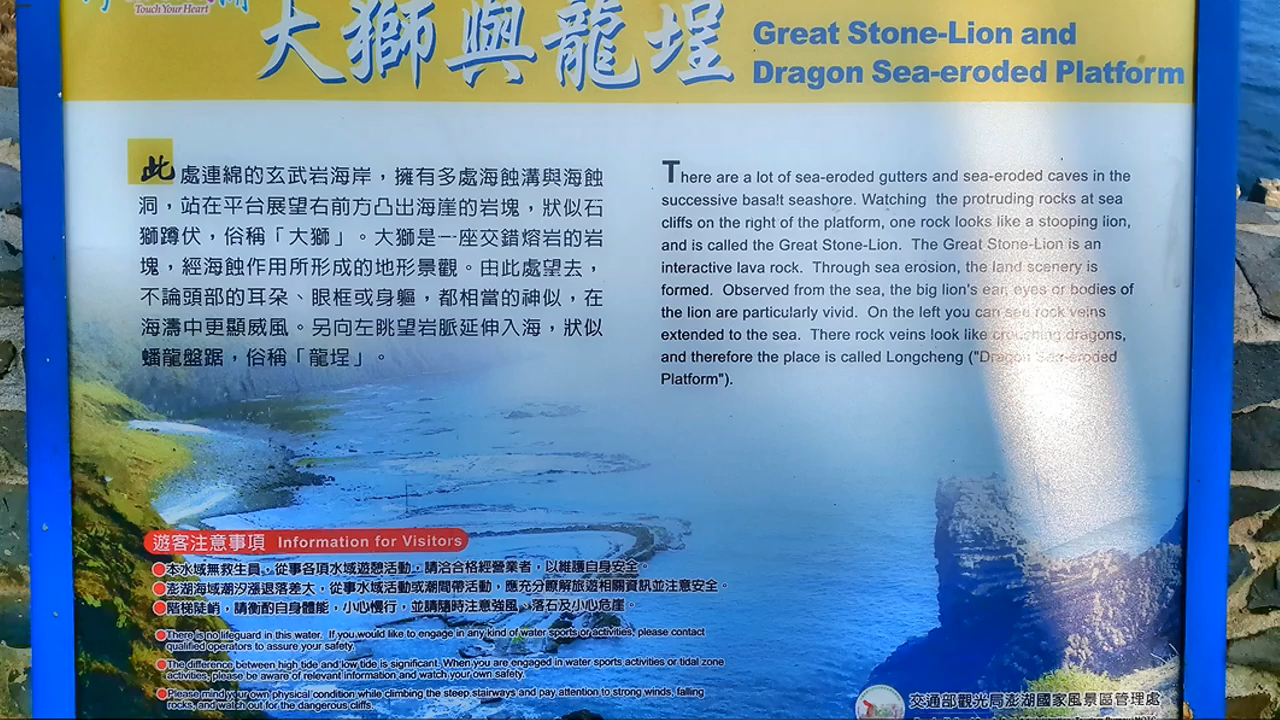 Touch Your Heart
大獅與龍埕
Great Stone-Lion and
Dragon Sea-eroded Platform
此處連綿的玄武岩海岸，擁有多處海蝕溝與海蝕
洞，站在平台展望右前方凸出海崖的岩塊，狀似石
獅蹲伏，俗稱「大獅」。大獅是一座交錯熔岩的岩
塊，經海蝕作用所形成的地形景觀。由此處望去，
不論頭部的耳朵、眼框或身軀，都相當的神似，在
海濤中更顯威風。另向左眺望岩脈延伸入海，狀似
蟠龍盤踞，俗稱「龍埕」。
There are a lot of sea-eroded gutters and sea-eroded caves in the
successive basalt seashore. Watching the protruding rocks at sea
cliffs on the right of the platform, one rock looks like a stooping lion,
and is called the Great Stone-Lion. The Great Stone-Lion is an
interactive lava rock. Through sea erosion, the land scenery is
formed. Observed from the sea, the big lion's ear, eyes or bodies of
the lion are particularly vivid. On the left you can see rock veins
extended to the sea. There rock veins look like crouching dragons,
and therefore the place is called Longcheng ("Dragon Sea-eroded
Platform").
遊客注意事項 Information for Visitors
●本水域無救生員，從事各項水域遊憩活動，請洽合格經營業者，以維護自身安全。
●澎湖海域潮汐漲退落差大，從事水域活動或潮間帶活動，應充分瞭解旅遊相關資訊並注意安全。
●階梯陡峭，請衡酌自身體能，小心慢行，並請隨時注意強風、落石及小心危崖。
●There is no lifeguard in this water. If you would like to engage in any kind of water sports or activities, please contact
qualified operators to assure your safety.
●The difference between high tide and low tide is significant. When you are engaged in water sports activities or tidal zone
activities, please be aware of relevant information and watch your own safety.
●Please mind your own physical condition while climbing the steep stairways and pay attention to strong winds, falling
rocks, and watch out for the dangerous cliffs.
交通部觀光局澎湖國家風景區管理處